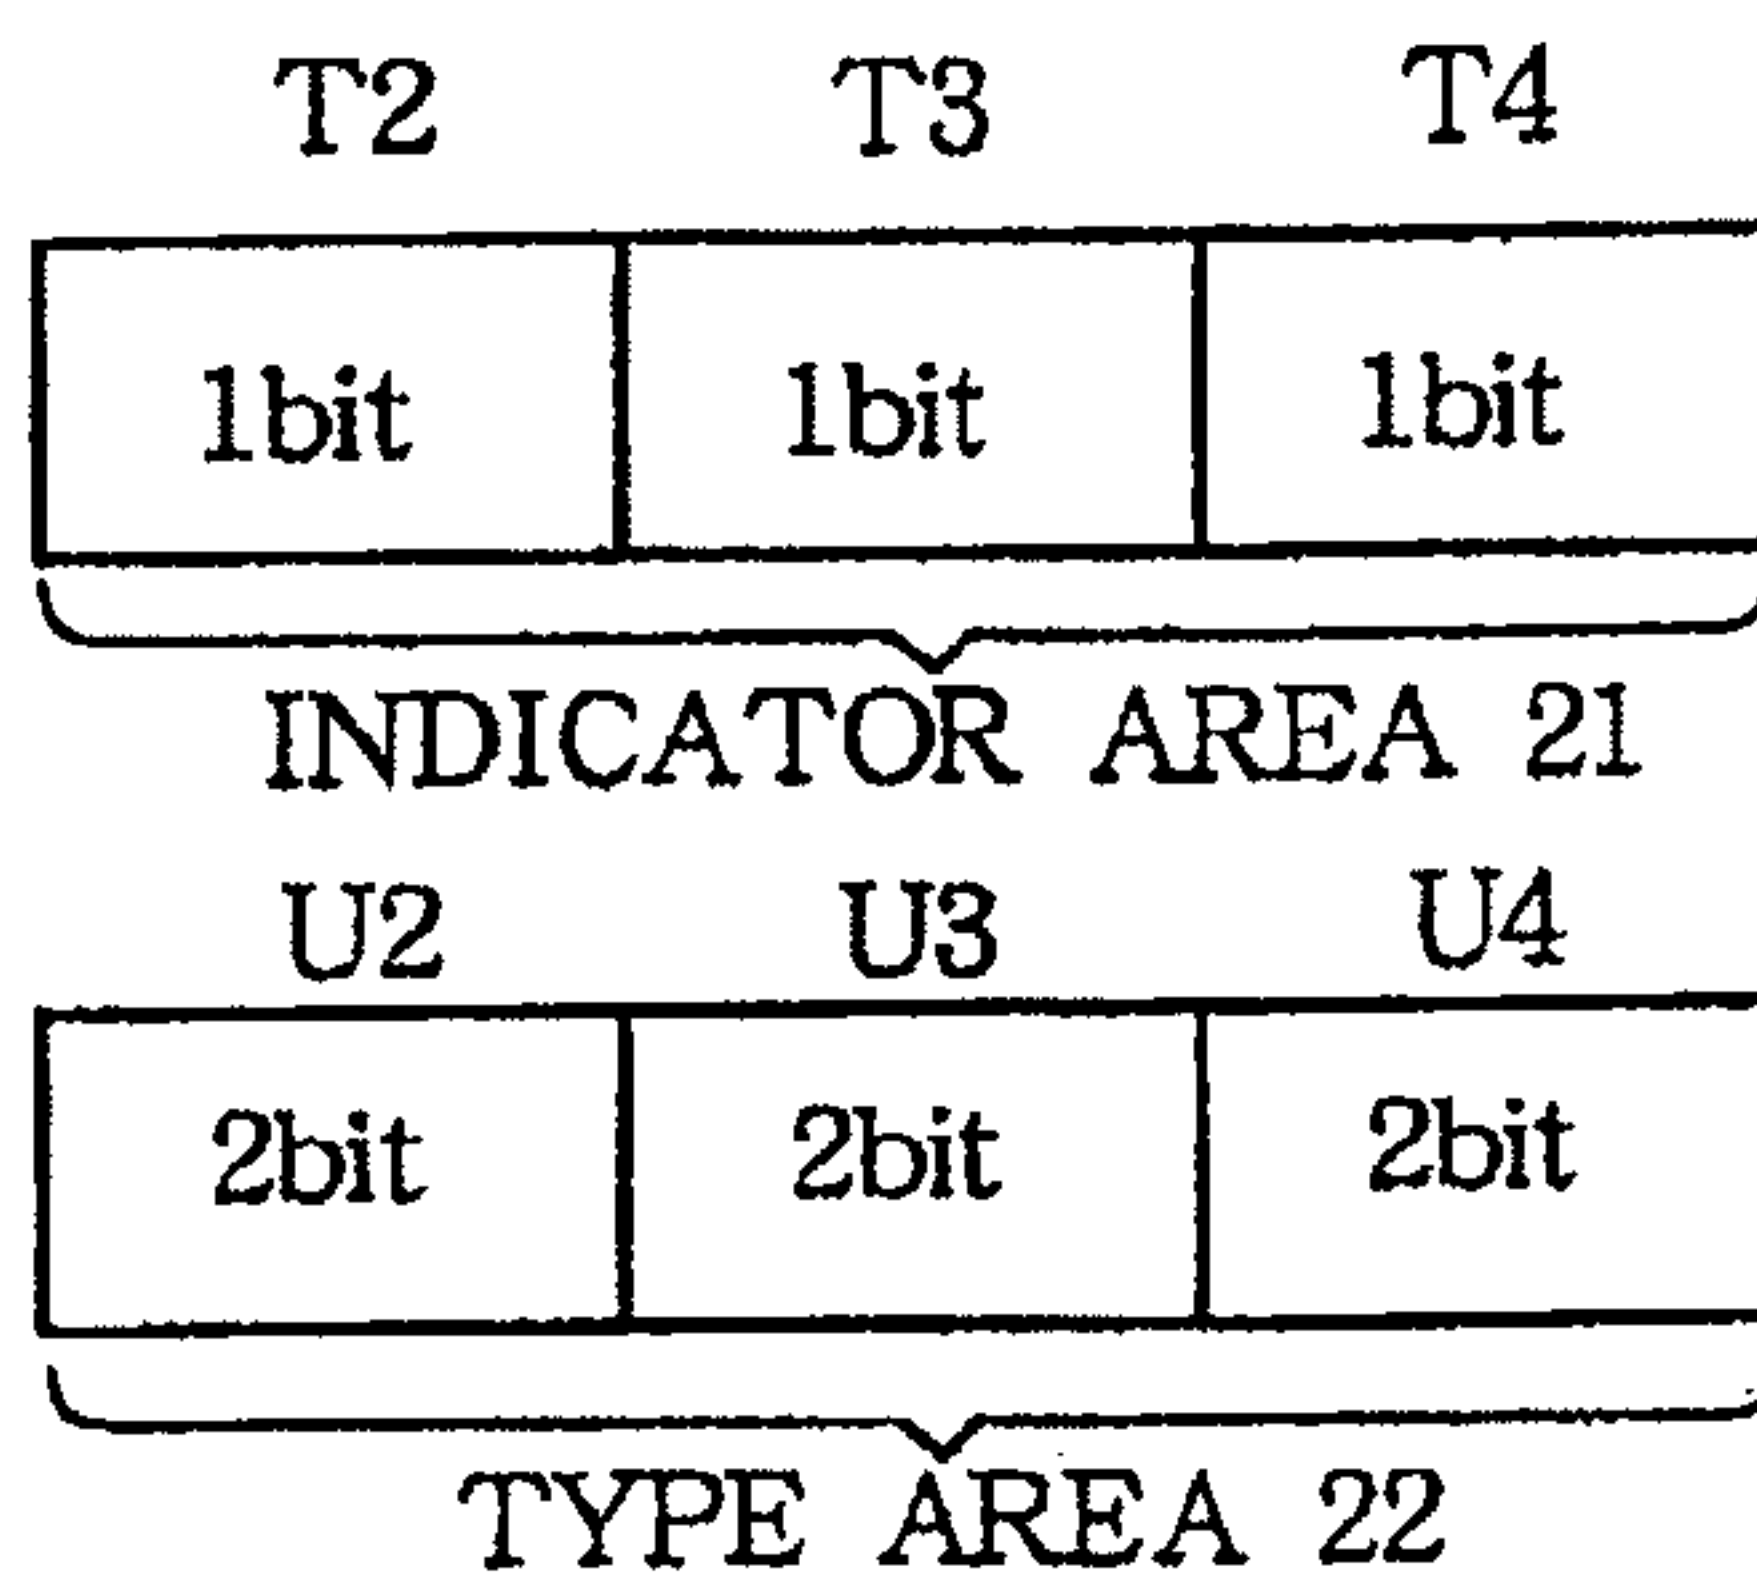 T2 T3 T4
1bit 1bit 1bit
INDICATOR AREA 21
U2 U3 U4
2bit 2bit 2bit
TYPE AREA 22